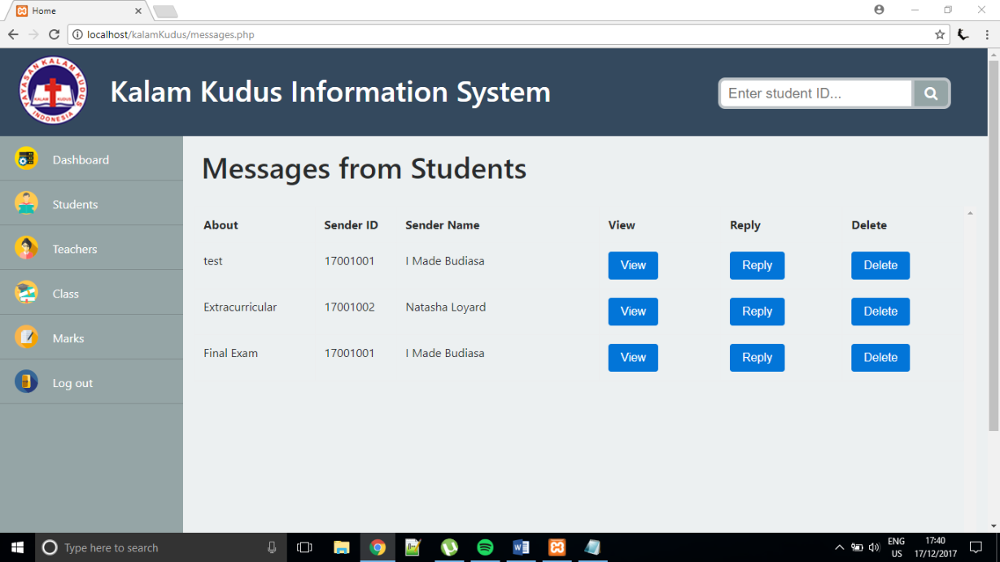 Home
localhost/kalamKudus/messages.php
YAYASAN KALAM KUDUS
KALAM KUDUS
INDONESIA
Kalam Kudus Information System
Enter student ID...
Dashboard
Students
Teachers
Class
Marks
Log out
Messages from Students
About Sender ID Sender Name View Reply Delete
test 17001001 I Made Budiasa View Reply Delete
Extracurricular 17001002 Natasha Loyard View Reply Delete
Final Exam 17001001 I Made Budiasa View Reply Delete
Type here to search
ENG
US
17:40
17/12/2017